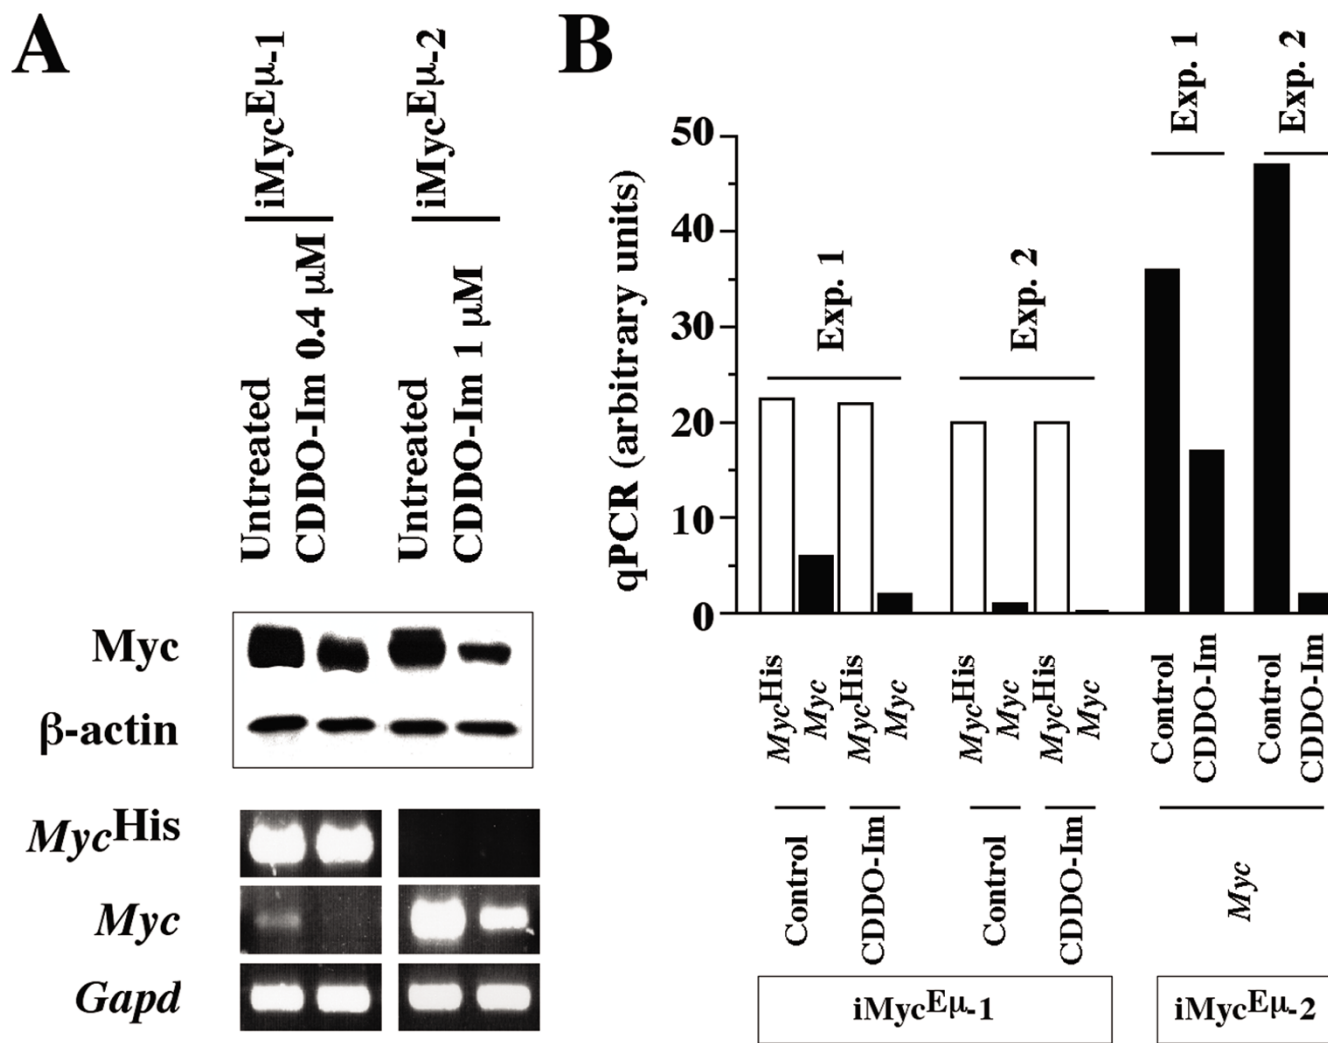 A
iMycEμ-1
iMycEμ-2
Untreated
CDDO-Im 0.4 μM
Untreated
CDDO-Im 1 μM
Myc
β-actin
MycHis
Myc
Gapd
B
qPCR (arbitrary units)
50
40
30
20
10
0
Exp. 1
Exp. 2
Exp. 1
Exp. 2
MycHis
Myc
MycHis
Myc
MycHis
Myc
MycHis
Myc
Control
CDDO-Im
Control
CDDO-Im
Control
CDDO-Im
Control
CDDO-Im
Myc
iMycEμ-1
iMycEμ-2